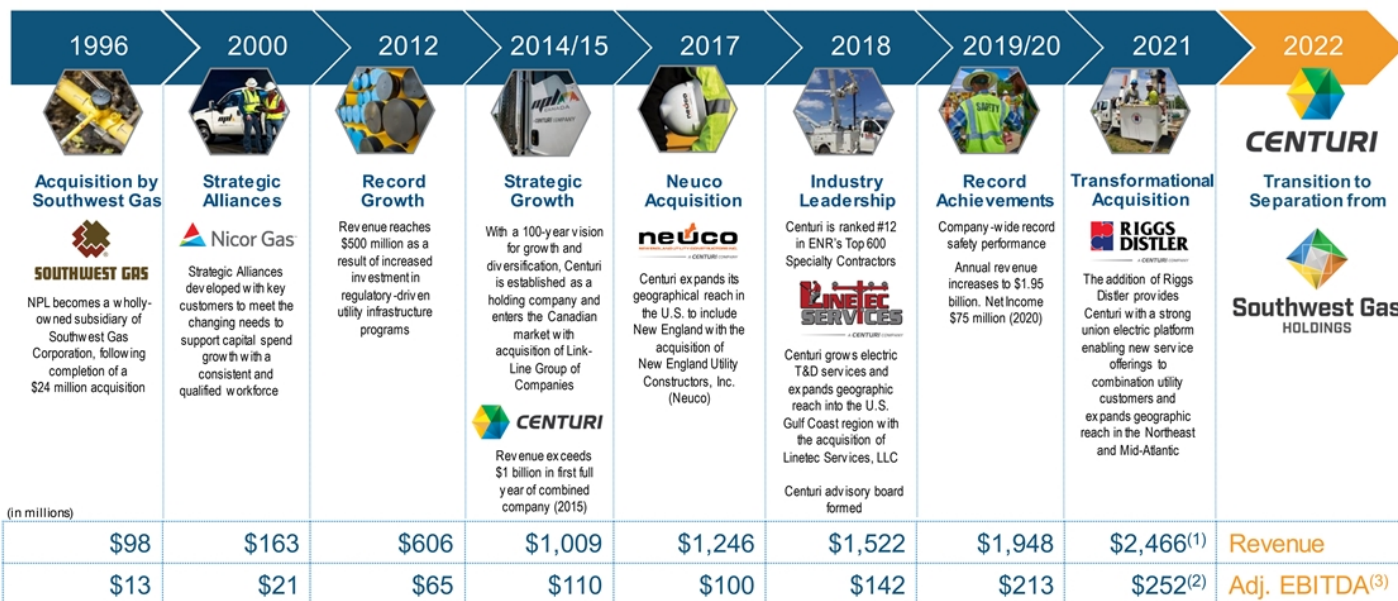 1996
2000
2012
2014/15
2017
2018
2019/20
2021
2022
Acquisition by
Southwest Gas
SOUTHWEST GAS
NPL becomes a wholly-
owned subsidiary of
Southwest Gas
Corporation, following
completion of a
$24 million acquisition
Strategic
Alliances
Nicor Gas
Strategic Alliances
developed with key
customers to meet the
changing needs to
support capital spend
growth with a
consistent and
qualified workforce
Record
Growth
Revenue reaches
$500 million as a
result of increased
investment in
regulatory-driven
utility infrastructure
programs
Strategic
Growth
With a 100-year vision
for growth and
diversification, Centuri
is established as a
holding company and
enters the Canadian
market with
acquisition of Link-
Line Group of
Companies
CENTURI
Revenue exceeds
$1 billion in first full
year of combined
company (2015)
neuco
Neuco
Acquisition
neuco
A CENTURI COMPANY
Centuri expands its
geographical reach in
the U.S. to include
New England with the
acquisition of
New England Utility
Constructors, Inc.
(Neuco)
Industry
Leadership
Centuri is ranked #12
in ENR's Top 600
Specialty Contractors
LINETEC
SERVICES
A CENTURI COMPANY
Centuri grows electric
T&D services and
expands geographic
reach into the U.S.
Gulf Coast region with
the acquisition of
Linetec Services, LLC
Centuri advisory board
formed
SAFETY
Record
Achievements
Company-wide record
safety performance
Annual revenue
increases to $1.95
billion. Net Income
$75 million (2020)
Transformational
Acquisition
RIGGS
DISTLER
A CENTURI COMPANY
The addition of Riggs
Distler provides
Centuri with a strong
union electric platform
enabling new service
offerings to
combination utility
customers and
expands geographic
reach in the Northeast
and Mid-Atlantic
CENTURI
Transition to
Separation from
Southwest Gas
HOLDINGS
(in millions)
$98 $163 $606 $1,009 $1,246 $1,522 $1,948 $2,466(1) Revenue
$13 $21 $65 $110 $100 $142 $213 $252(2) Adj. EBITDA(3)